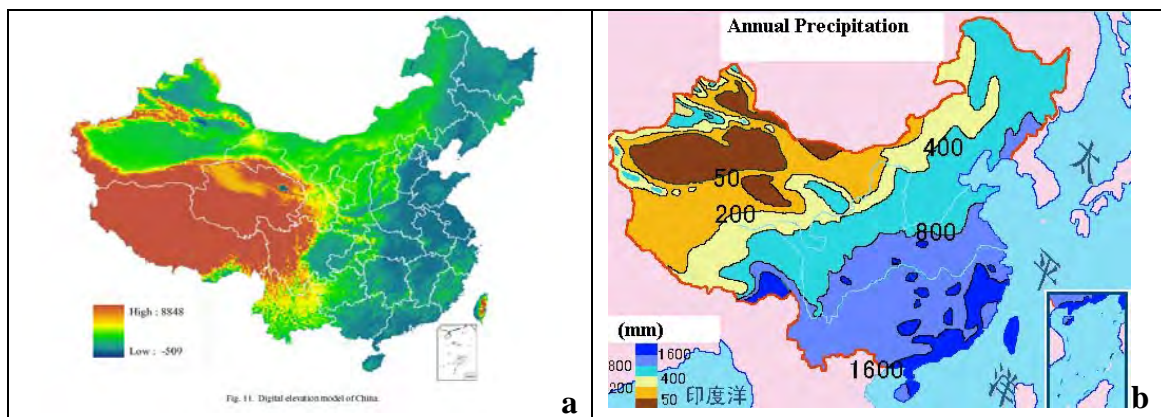 High : 8848
Low : -509
Fig. 11. Digital elevation model of China.
a
Annual Precipitation
400
50
200
800
1600
太
平
洋
(mm)
1600
800
400
200
50
印度洋
b